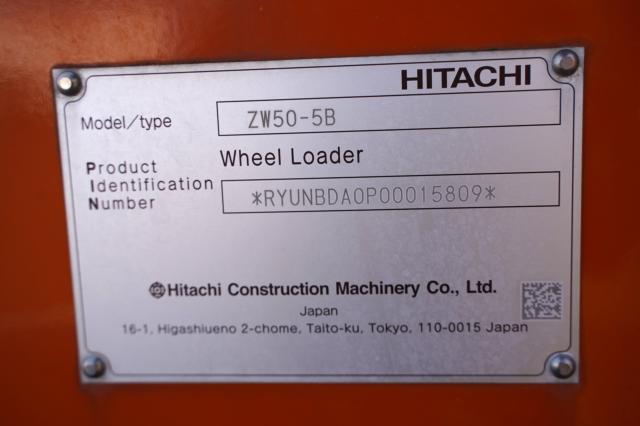 HITACHI
Model/type ZW50-5B
Wheel Loader
Product
Identification
Number
*RYUNBDA0P00015809*
Hitachi Construction Machinery Co., Ltd.
Japan
16-1, Higashiueno 2-chome, Taito-ku, Tokyo, 110-0015 Japan